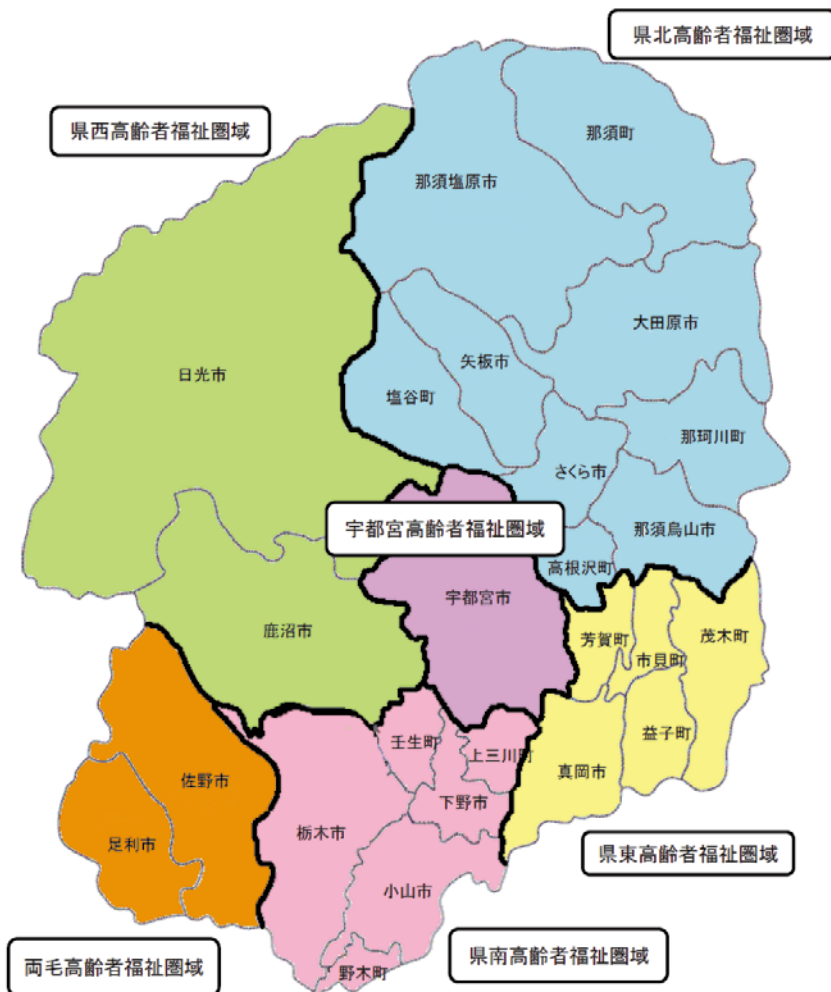 県北高齢者福祉圏域
県西高齢者福祉圏域
那須町
那須塩原市
大田原市
矢板市
日光市
塩谷町
那珂川町
さくら市
那須烏山市
宇都宮高齢者福祉圏域
高根沢町
宇都宮市
茂木町
鹿沼市
芳賀町
市貝町
益子町
壬生町
上三川町
真岡市
佐野市
下野市
栃木市
足利市
県東高齢者福祉圏域
小山市
両毛高齢者福祉圏域
県南高齢者福祉圏域
野木町